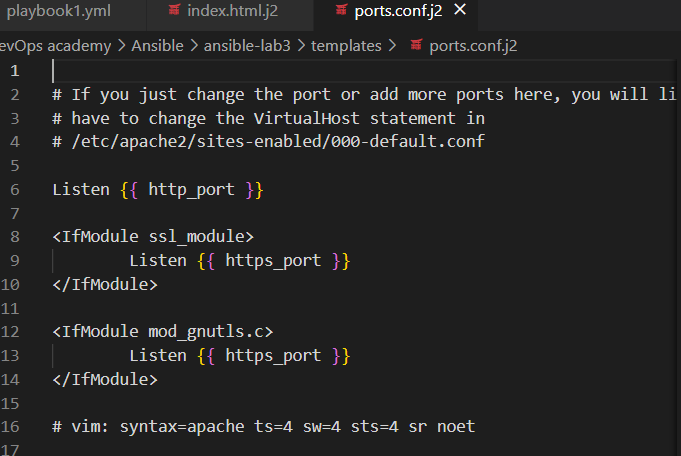 playbook1.yml index.html.j2 ports.conf.j2
evOps academy > Ansible > ansible-lab3 > templates > ports.conf.j2
1
2 # If you just change the port or add more ports here, you will li
3 # have to change the VirtualHost statement in
4 # /etc/apache2/sites-enabled/000-default.conf
5
6 Listen {{ http_port }}
7
8 <IfModule ssl_module>
9 Listen {{ https_port }}
10 </IfModule>
11
12 <IfModule mod_gnutls.c>
13 Listen {{ https_port }}
14 </IfModule>
15
16 # vim: syntax=apache ts=4 sw=4 sts=4 sr noet
17